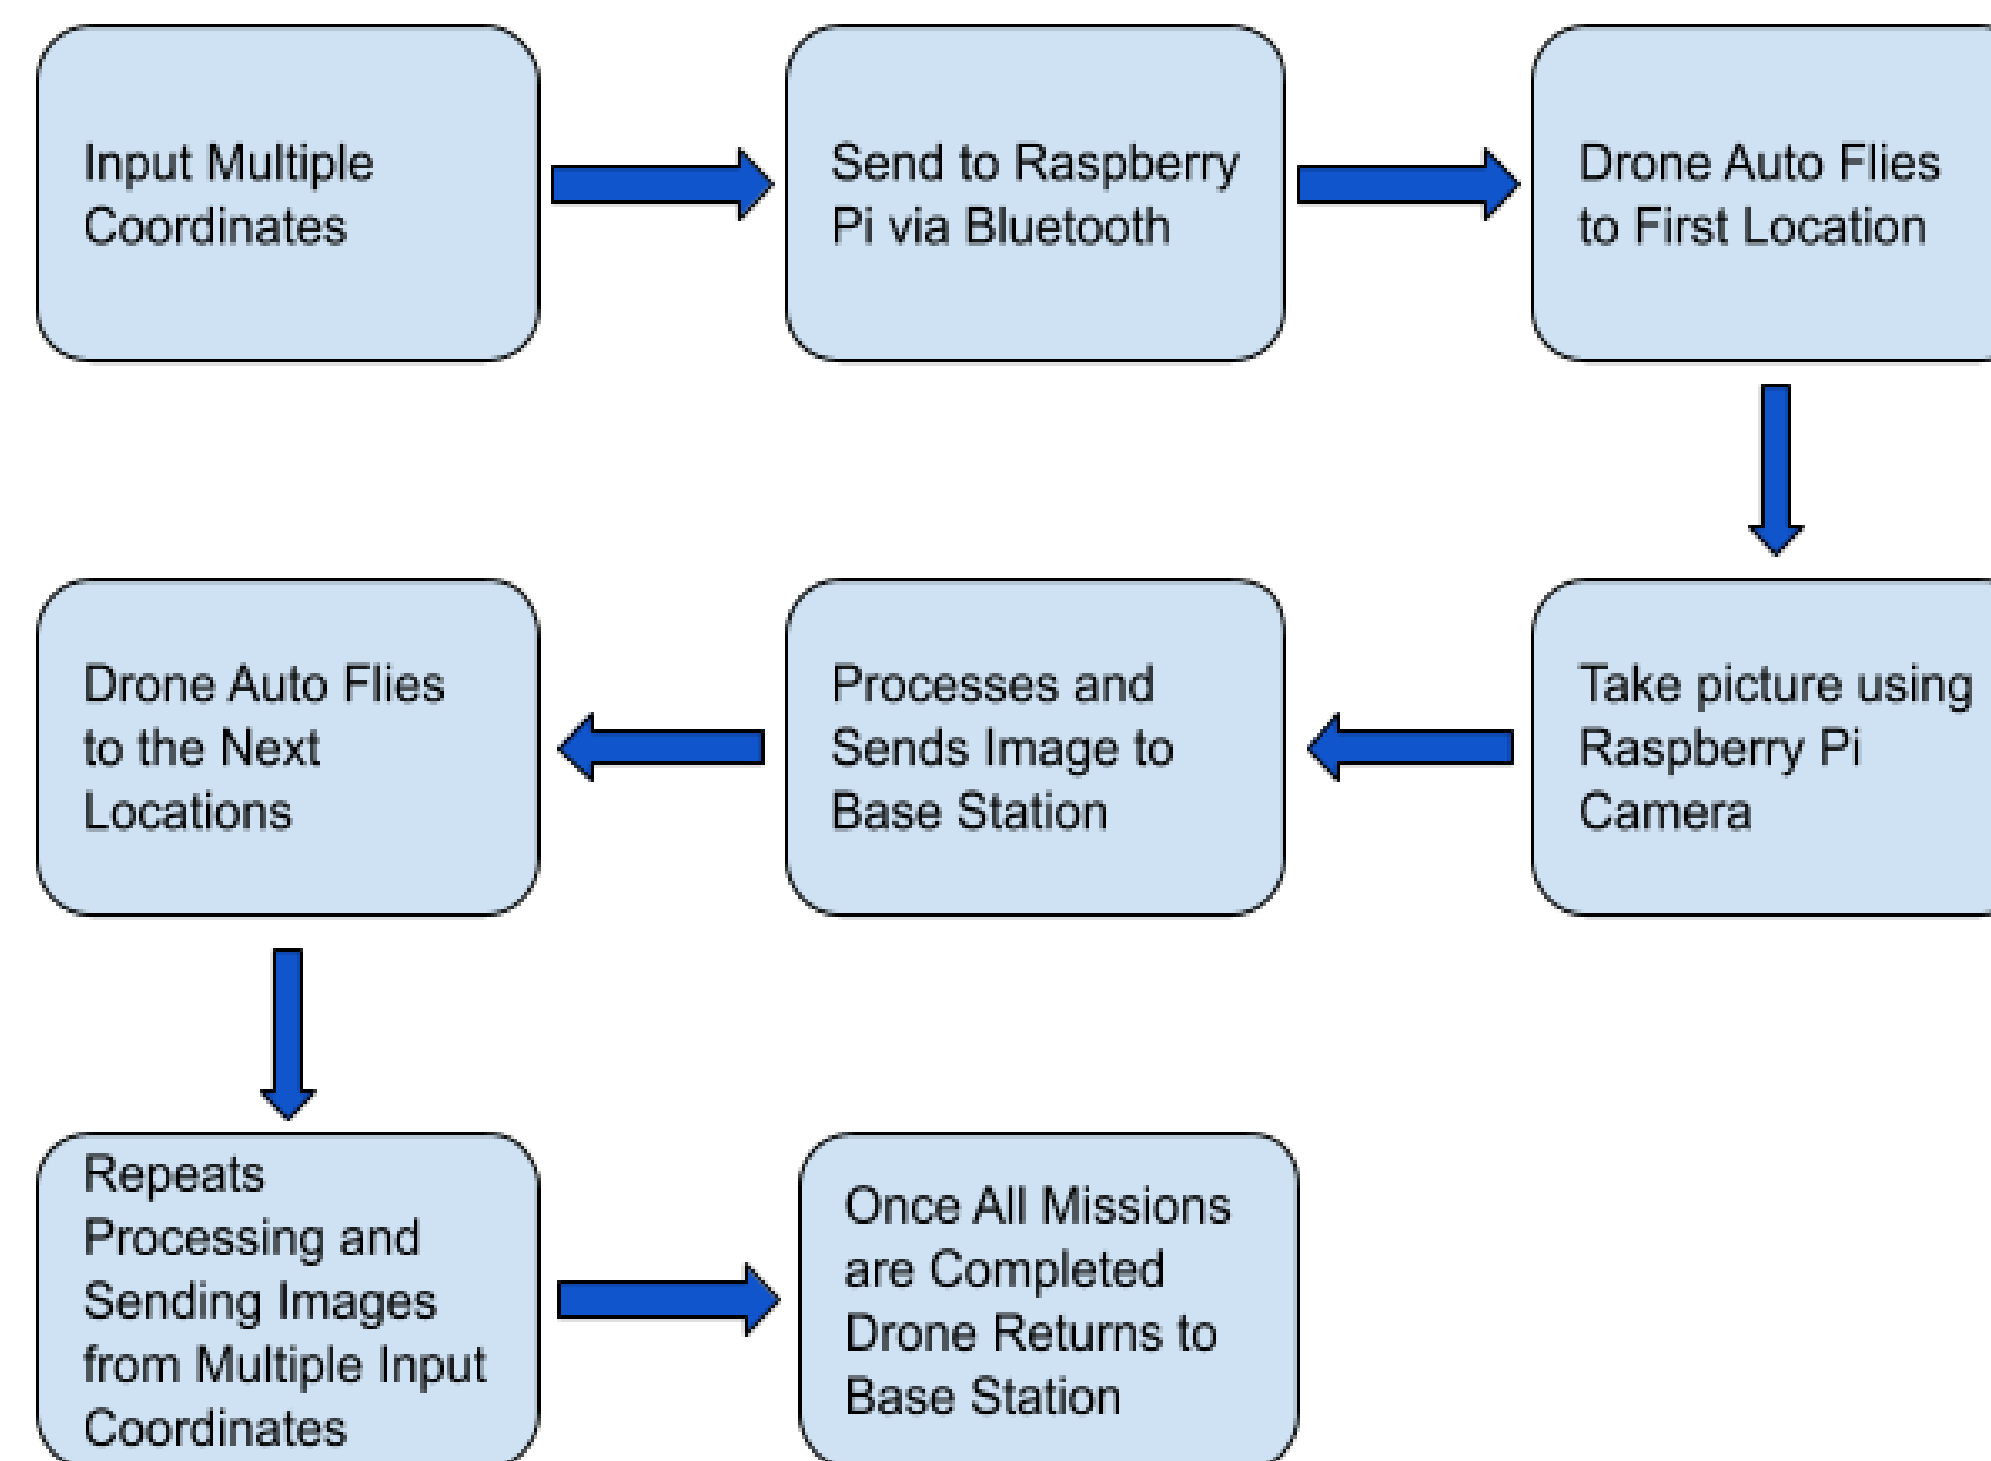 Input Multiple
Coordinates
Send to Raspberry
Pi via Bluetooth
Drone Auto Flies
to First Location
Take picture using
Raspberry Pi
Camera
Processes and
Sends Image to
Base Station
Drone Auto Flies
to the Next
Locations
Repeats
Processing and
Sending Images
from Multiple Input
Coordinates
Once All Missions
are Completed
Drone Returns to
Base Station